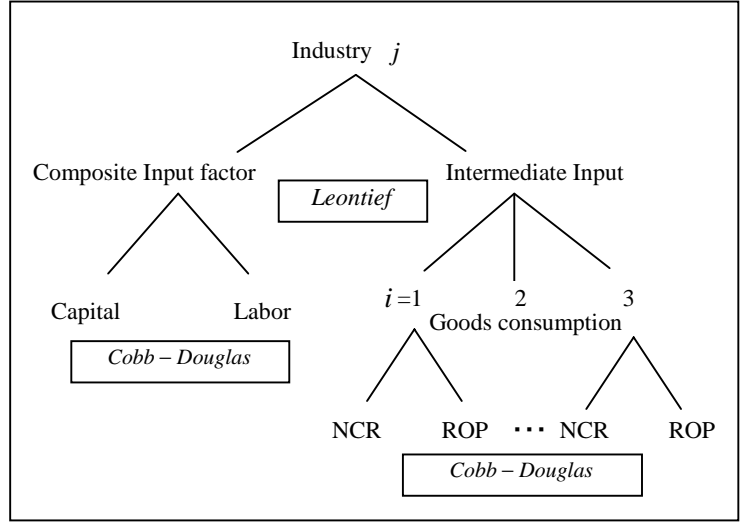 Industry j
Composite Input factor
Intermediate Input
Leontief
i =1 2 3
Capital Labor
Goods consumption
Cobb – Douglas
NCR ROP ··· NCR ROP
Cobb – Douglas